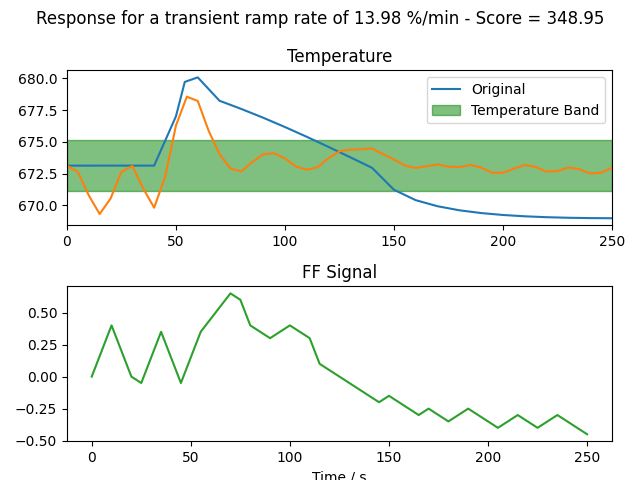 Response for a transient ramp rate of 13.98 %/min - Score = 348.95
Temperature
680.0
677.5
675.0
672.5
670.0
Original
Temperature Band
0 50 100 150 200 250
FF Signal
0.50
0.25
0.00
−0.25
−0.50
0 50 100 150 200 250
Time / s